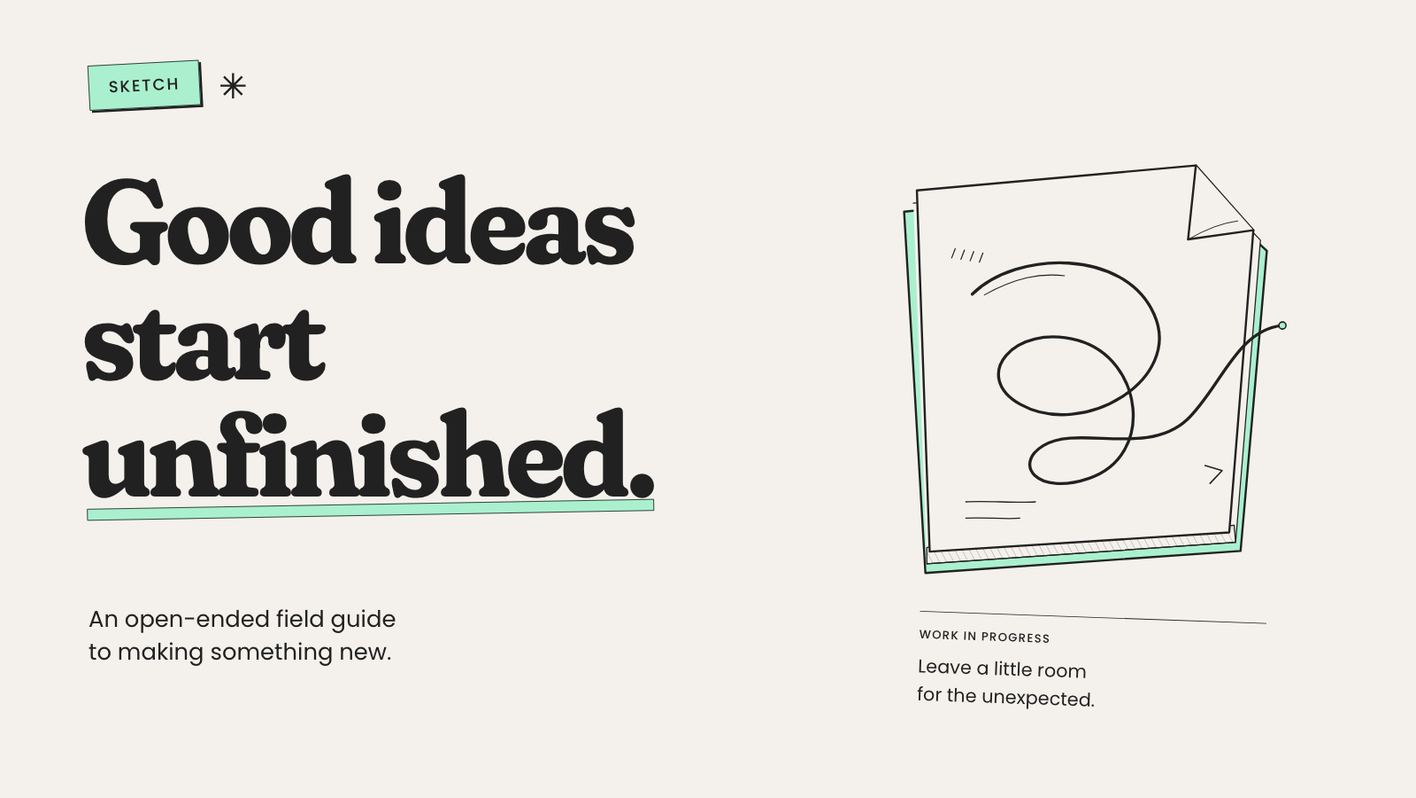 SKETCH
Good ideas
start
unfinished.
An open-ended field guide
to making something new.
WORK IN PROGRESS
Leave a little room
for the unexpected.